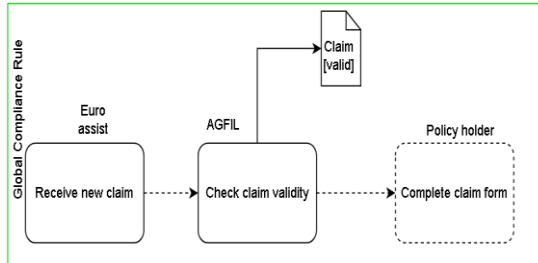 Global Compliance Rule
Claim
[valid]
Euro
assist
AGFIL
Policy holder
Receive new claim
Check claim validity
Complete claim form